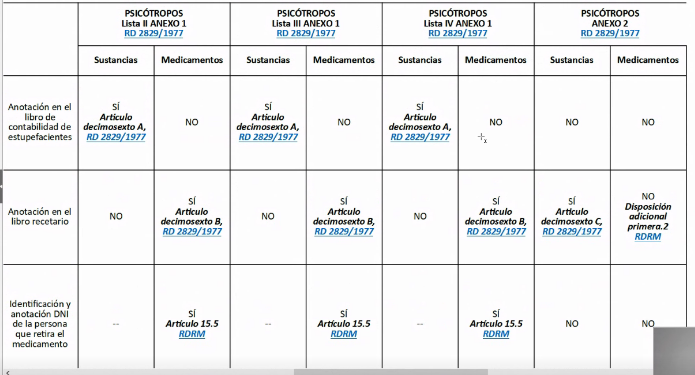 PSICÓTROPOS
Lista II ANEXO 1
RD 2829/1977
PSICÓTROPOS
Lista III ANEXO 1
RD 2829/1977
PSICÓTROPOS
Lista IV ANEXO 1
RD 2829/1977
PSICÓTROPOS
ANEXO 2
RD 2829/1977
Sustancias
Medicamentos
Sustancias
Medicamentos
Sustancias
Medicamentos
Sustancias
Medicamentos
Anotación en el
libro de
contabilidad de
estupefacientes
SÍ
Artículo
decimosexto A,
RD 2829/1977
NO
SÍ
Artículo
decimosexto A,
RD 2829/1977
NO
SÍ
Artículo
decimosexto A,
RD 2829/1977
NO
NO
NO
Anotación en el
libro recetario
NO
SÍ
Artículo
decimosexto B,
RD 2829/1977
NO
SÍ
Artículo
decimosexto B,
RD 2829/1977
NO
SÍ
Artículo
decimosexto B,
RD 2829/1977
SÍ
Artículo
decimosexto C,
RD 2829/1977
NO
Disposición
adicional
primera.2
RDRM
Identificación y
anotación DNI
de la persona
que retira el
medicamento
--
SÍ
Artículo 15.5
RDRM
--
SÍ
Artículo 15.5
RDRM
--
SÍ
Artículo 15.5
RDRM
NO
NO